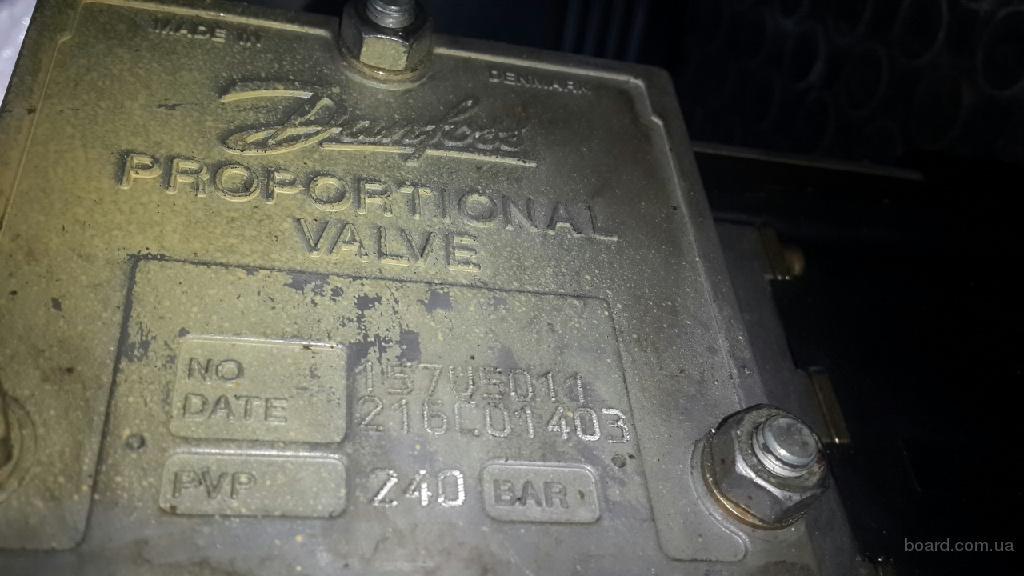 MADE IN DENMARK
Danfoss
PROPORTIONAL
VALVE
NO 157U5011
DATE 216C01403
PVP 240 BAR
board.com.ua